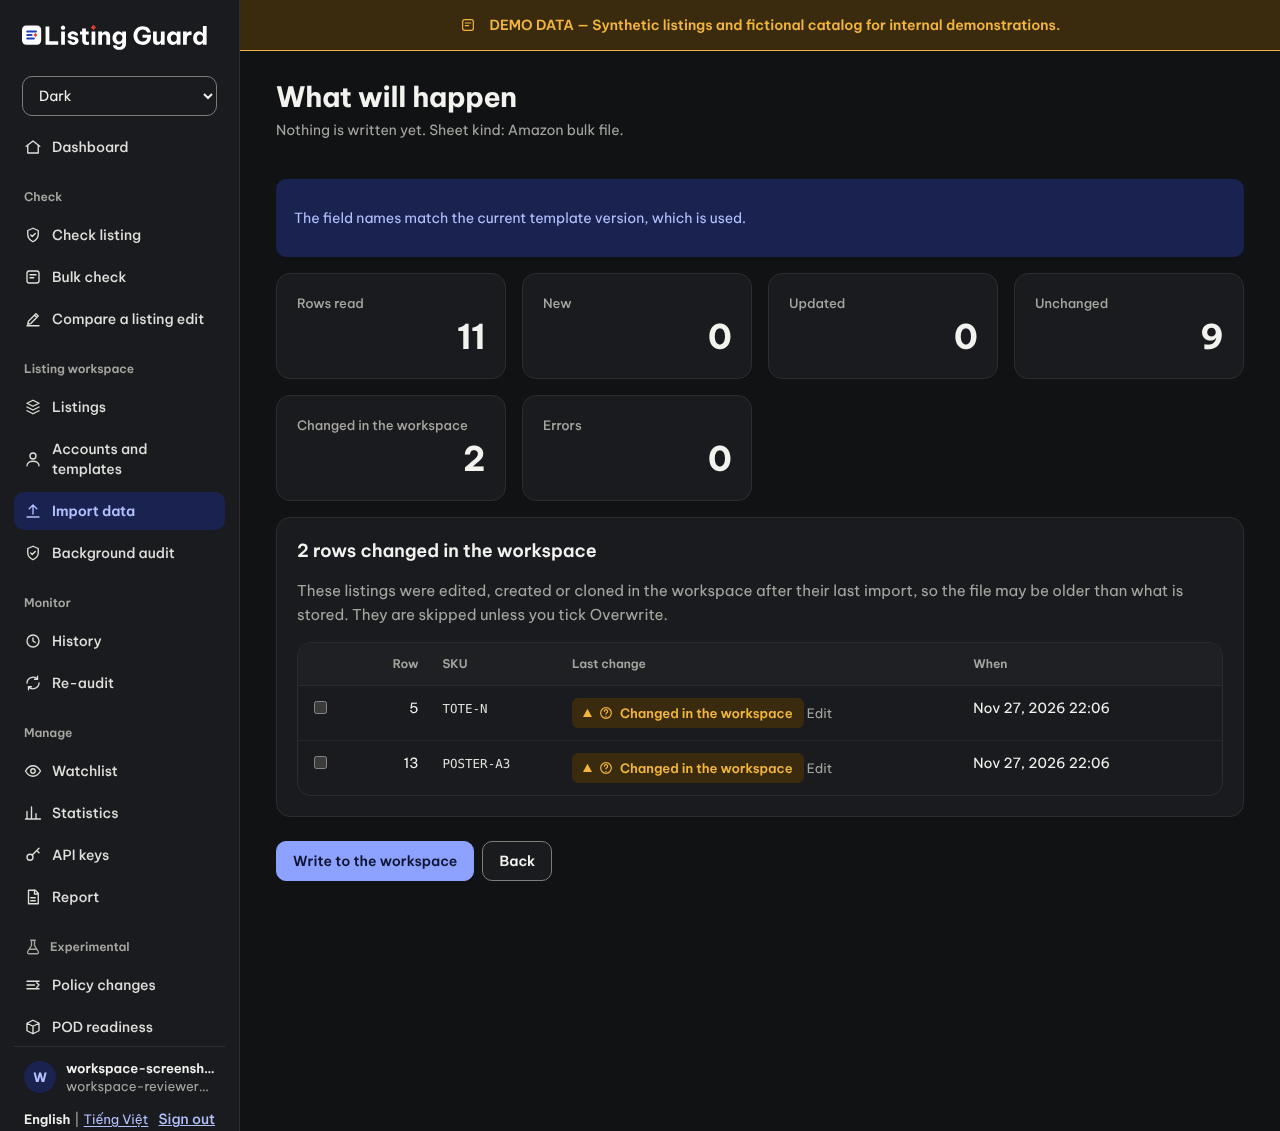 Listing Guard
Dark
Dashboard
Check
Check listing
Bulk check
Compare a listing edit
Listing workspace
Listings
Accounts and
templates
Import data
Background audit
Monitor
History
Re-audit
Manage
Watchlist
Statistics
API keys
Report
Experimental
Policy changes
POD readiness
W
workspace-screensh...
workspace-reviewer...
English | Tiếng Việt Sign out
DEMO DATA — Synthetic listings and fictional catalog for internal demonstrations.
What will happen
Nothing is written yet. Sheet kind: Amazon bulk file.
The field names match the current template version, which is used.
Rows read
11
New
0
Updated
0
Unchanged
9
Changed in the workspace
2
Errors
0
2 rows changed in the workspace
These listings were edited, created or cloned in the workspace after their last import, so the file may be older than what is
stored. They are skipped unless you tick Overwrite.
Row SKU Last change When
5 TOTE-N Changed in the workspace Edit Nov 27, 2026 22:06
13 POSTER-A3 Changed in the workspace Edit Nov 27, 2026 22:06
Write to the workspace Back